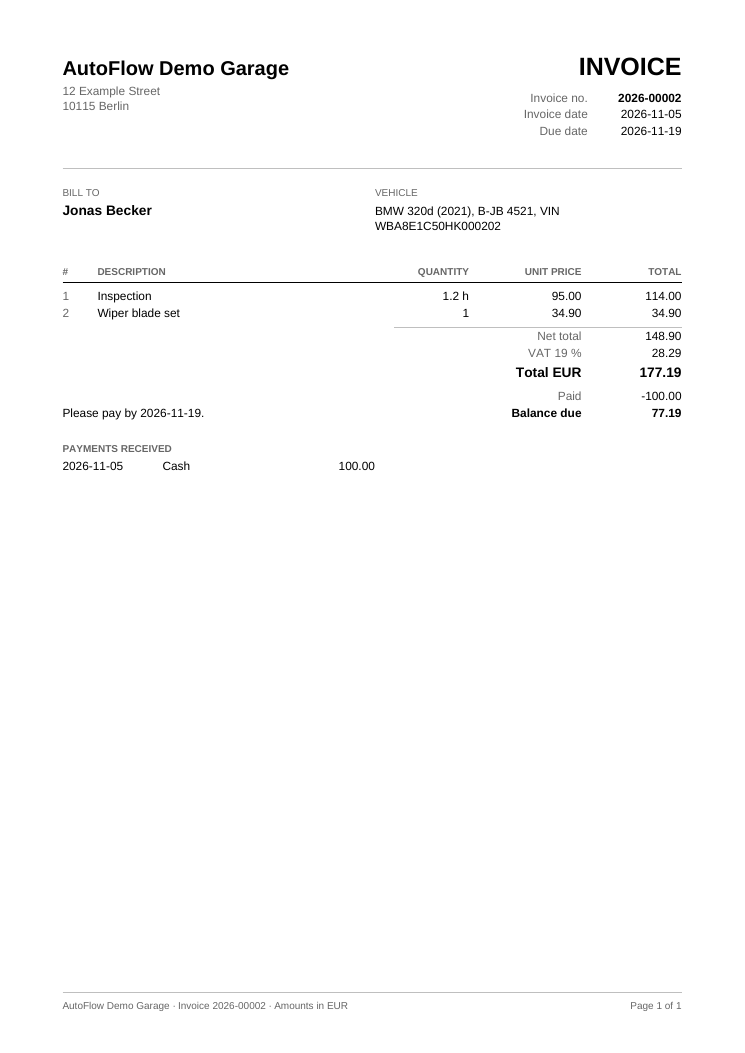 AutoFlow Demo Garage
12 Example Street
10115 Berlin
INVOICE
Invoice no. 2026-00002
Invoice date 2026-11-05
Due date 2026-11-19
BILL TO
Jonas Becker
VEHICLE
BMW 320d (2021), B-JB 4521, VIN
WBA8E1C50HK000202
# DESCRIPTION QUANTITY UNIT PRICE TOTAL
1 Inspection 1.2 h 95.00 114.00
2 Wiper blade set 1 34.90 34.90
Net total 148.90
VAT 19 % 28.29
Total EUR 177.19
Paid -100.00
Please pay by 2026-11-19. Balance due 77.19
PAYMENTS RECEIVED
2026-11-05 Cash 100.00
AutoFlow Demo Garage · Invoice 2026-00002 · Amounts in EUR Page 1 of 1